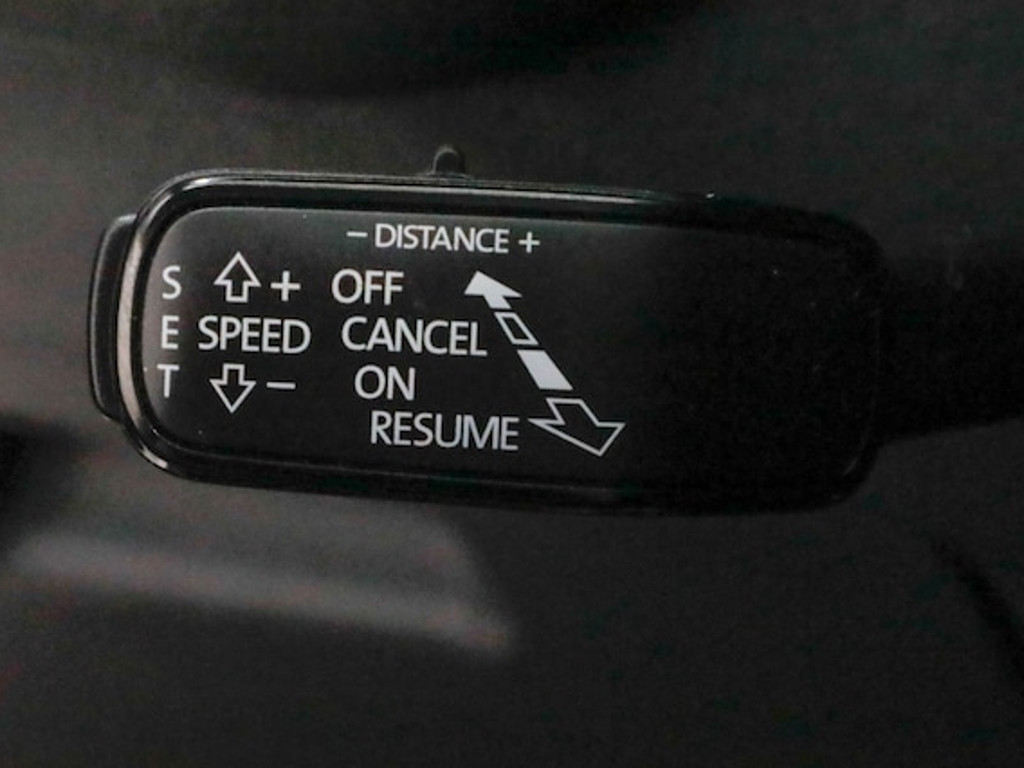 − DISTANCE +
S + OFF
E SPEED CANCEL
T − ON
RESUME